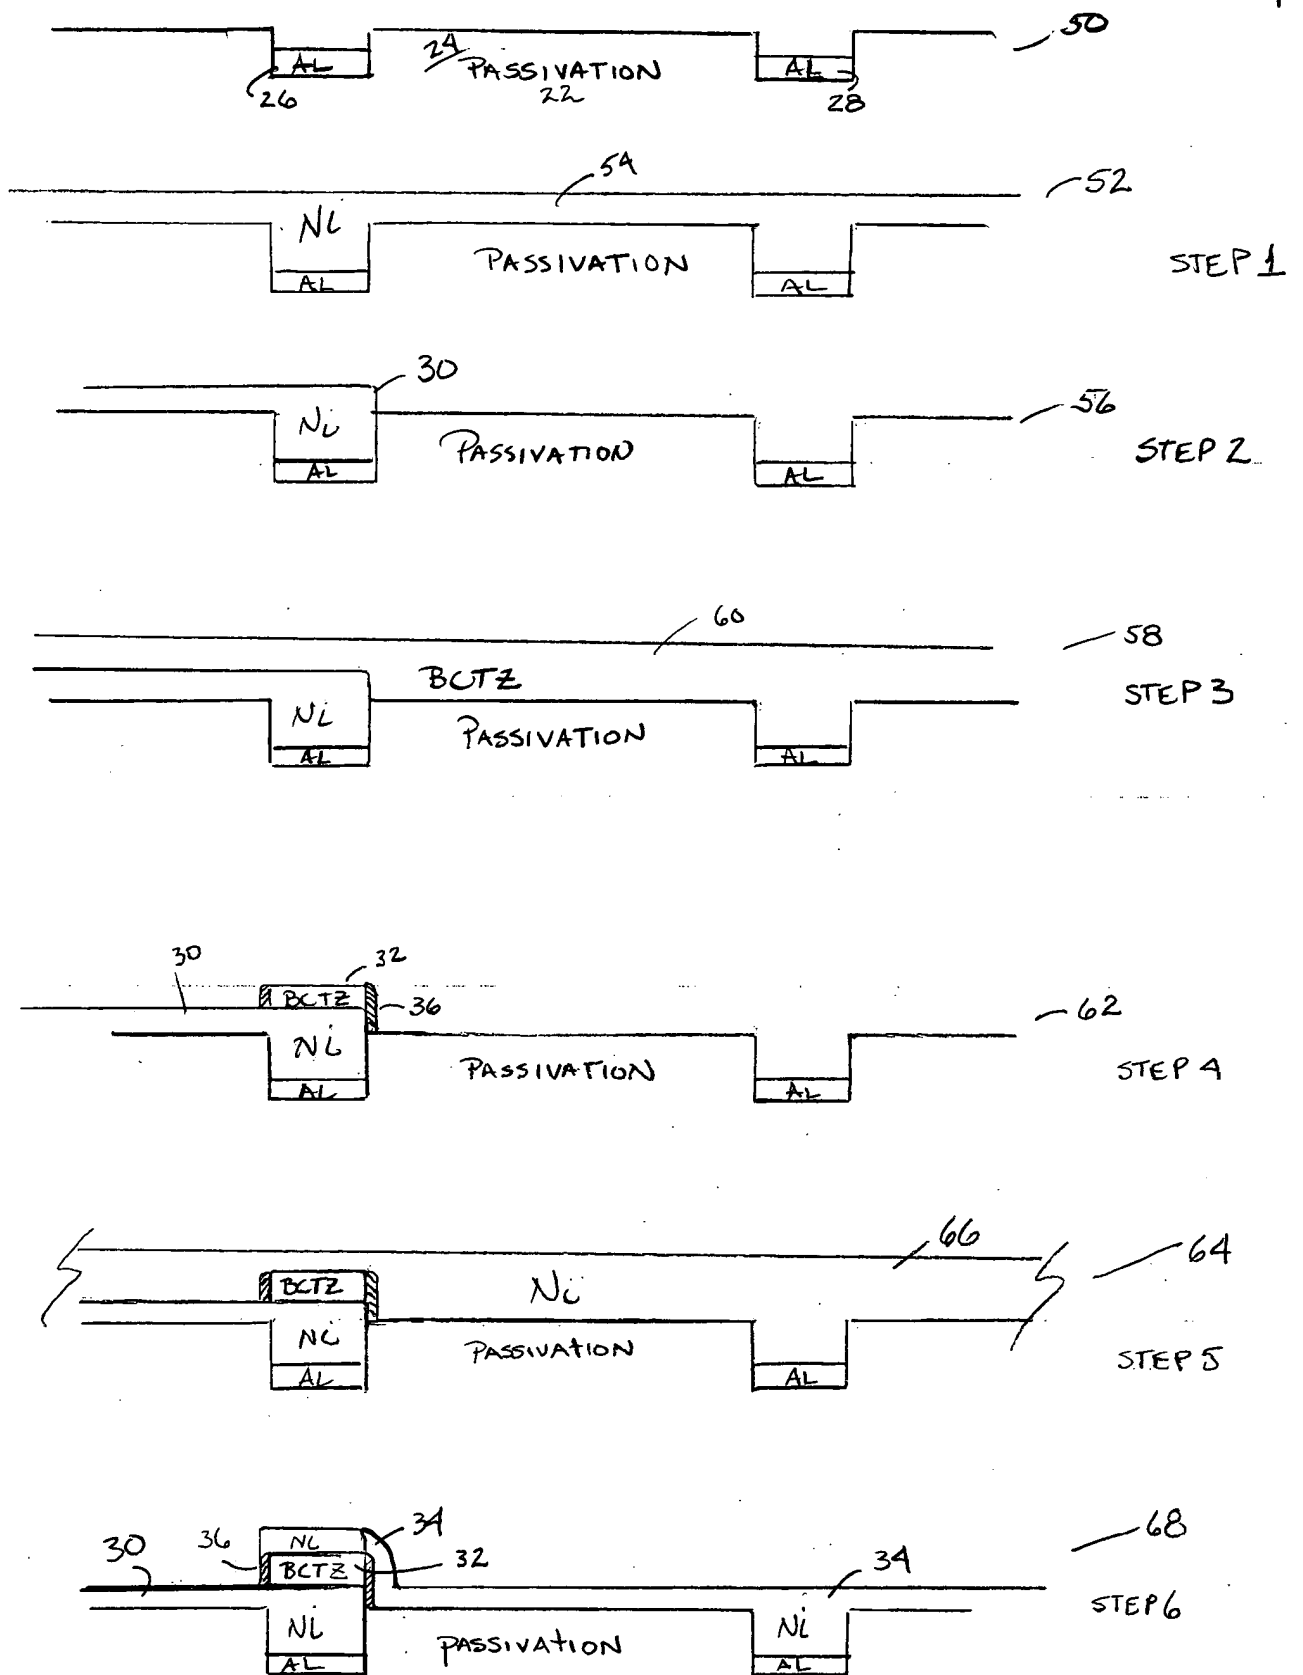 50
24
AL
PASSIVATION
AL
26
22
28
54
52
Ni
PASSIVATION
STEP 1
AL
AL
30
56
Ni
PASSIVATION
STEP 2
AL
AL
60
58
BCTZ
STEP 3
Ni
PASSIVATION
AL
AL
30
32
BCTZ
36
62
Ni
PASSIVATION
STEP 4
AL
AL
66
64
BCTZ
Ni
Ni
PASSIVATION
STEP 5
AL
AL
34
68
30
36
Ni
BCTZ
32
34
STEP 6
Ni
PASSIVATION
Ni
AL
AL